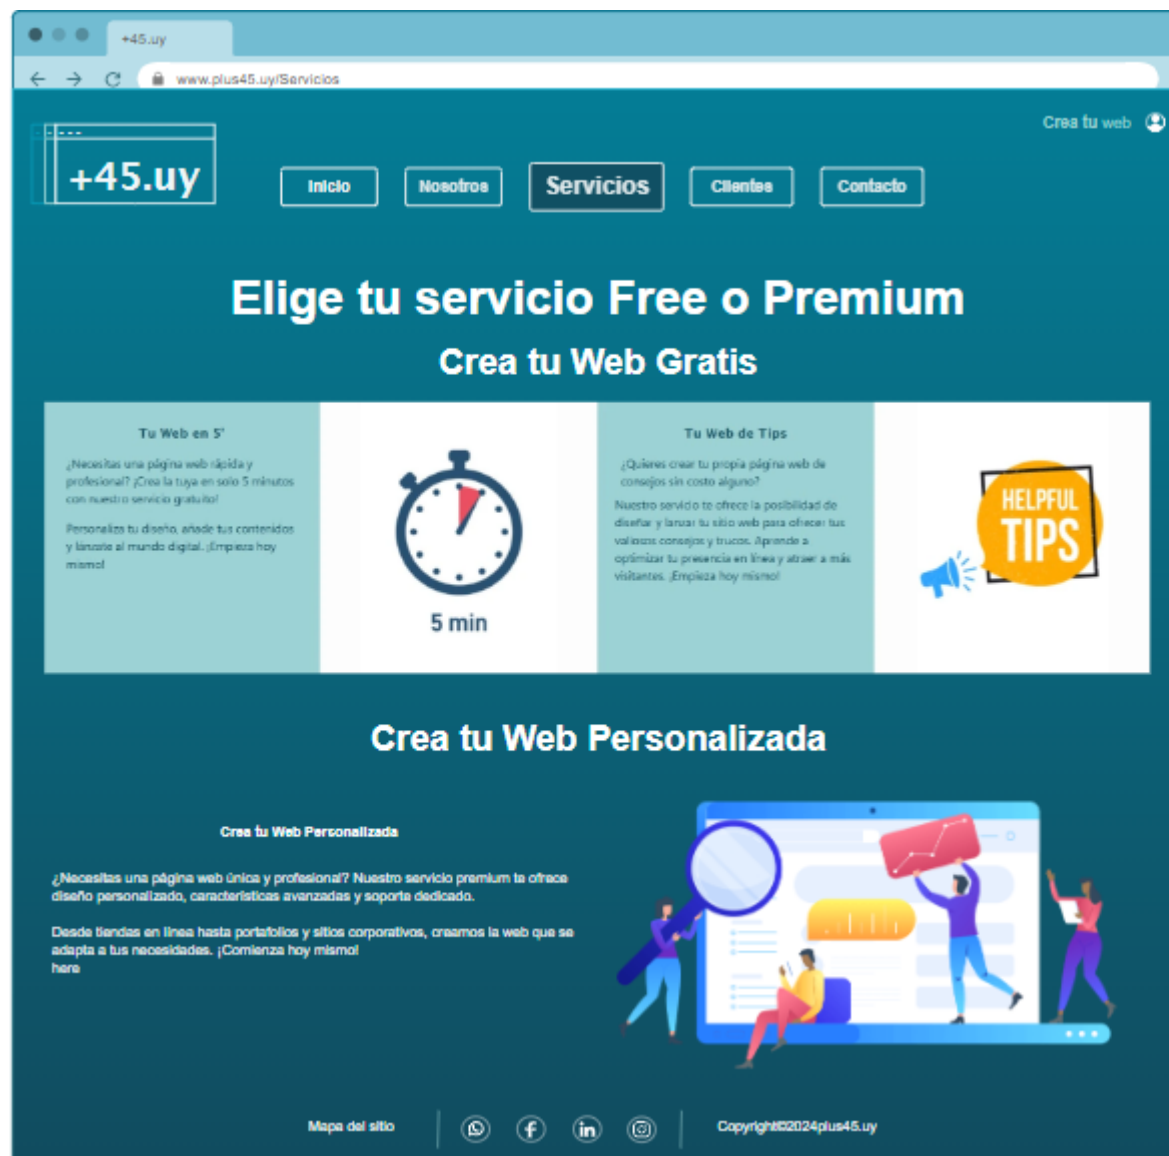 +45.uy
www.plus45.uy/Servicios
Crea tu web
+45.uy
Inicio
Nosotros
Servicios
Clientes
Contacto
Elige tu servicio Free o Premium
Crea tu Web Gratis
Tu Web en 5'
¿Necesitas una página web rápida y
profesional? ¡Crea la tuya en solo 5 minutos
con nuestro servicio gratuito!
Personaliza tu diseño, añade tus contenidos
y lánzate al mundo digital. ¡Empieza hoy
mismo!
5 min
Tu Web de Tips
¿Quieres crear tu propia página web de
consejos sin costo alguno?
Nuestro servicio te ofrece la posibilidad de
diseñar y lanzar tu sitio web para ofrecer tus
valiosos consejos y trucos. Aprende a
optimizar tu presencia en línea y atraer a más
visitantes. ¡Empieza hoy mismo!
HELPFUL
TIPS
Crea tu Web Personalizada
Crea tu Web Personalizada
¿Necesitas una página web única y profesional? Nuestro servicio premium te ofrece
diseño personalizado, características avanzadas y soporte dedicado.
Desde tiendas en línea hasta portafolios y sitios corporativos, creamos la web que se
adapta a tus necesidades. ¡Comienza hoy mismo!
here
Mapa del sitio
Copyright©2024plus45.uy